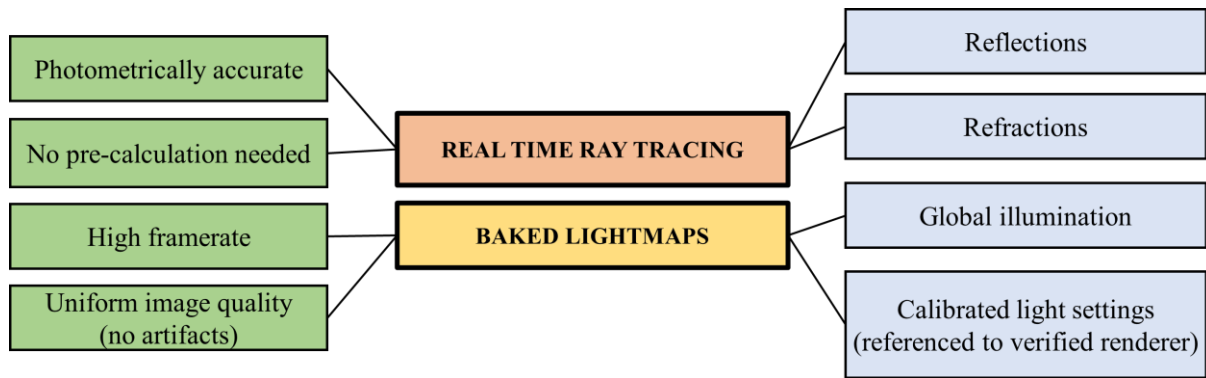 Photometrically accurate
No pre-calculation needed
High framerate
Uniform image quality
(no artifacts)
REAL TIME RAY TRACING
BAKED LIGHTMAPS
Reflections
Refractions
Global illumination
Calibrated light settings
(referenced to verified renderer)